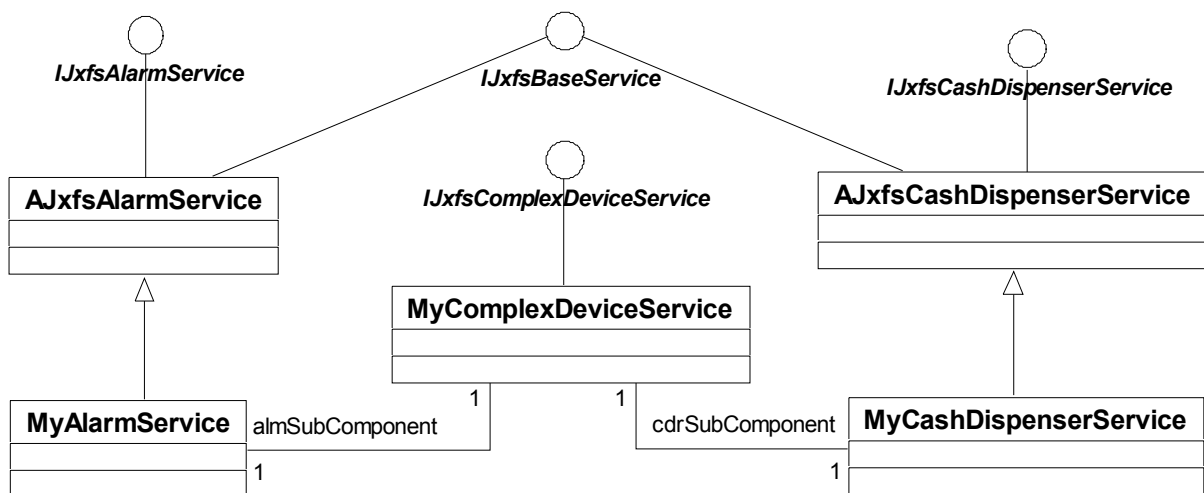 IJxfsAlarmService
IJxfsBaseService
IJxfsCashDispenserService
AJxfsAlarmService
IJxfsComplexDeviceService
AJxfsCashDispenserService
MyComplexDeviceService
MyAlarmService
almSubComponent
1
1
1
cdrSubComponent
1
MyCashDispenserService